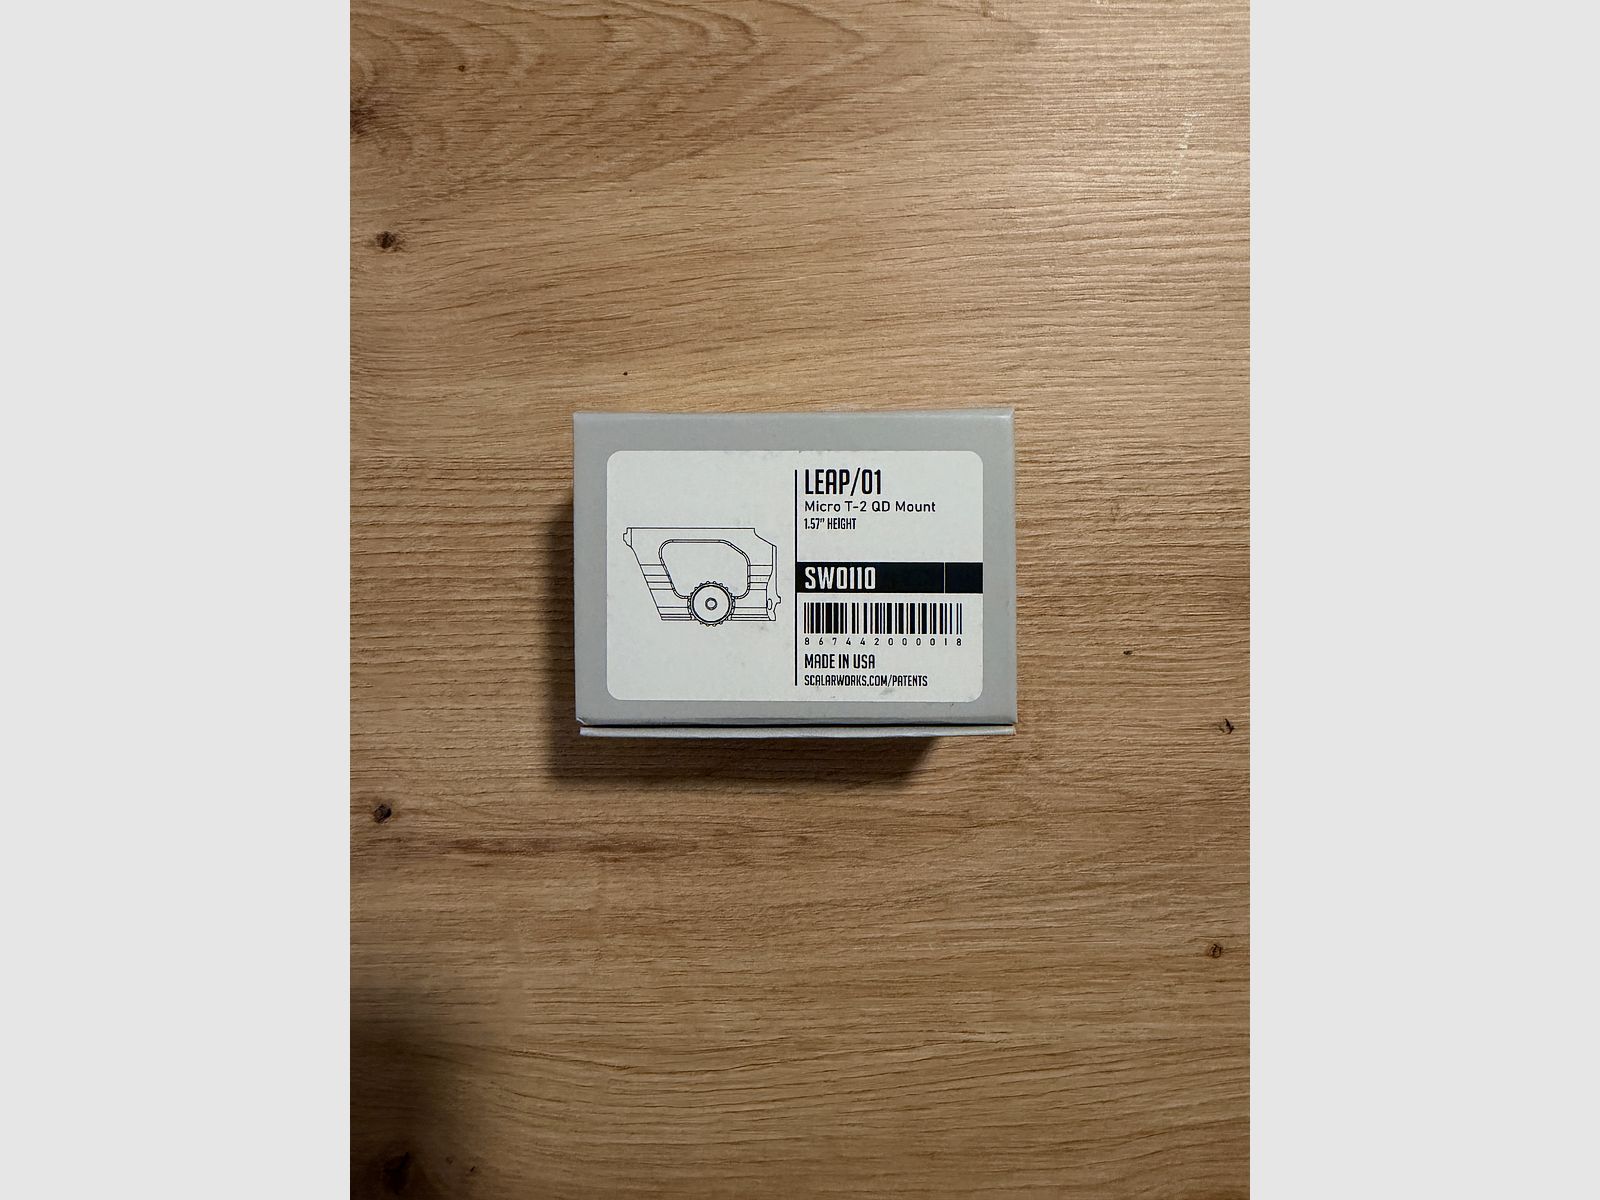 LEAP/01
Micro T-2 QD Mount
1.57" HEIGHT
SW0110
867442000018
MADE IN USA
SCALARWORKS.COM/PATENTS